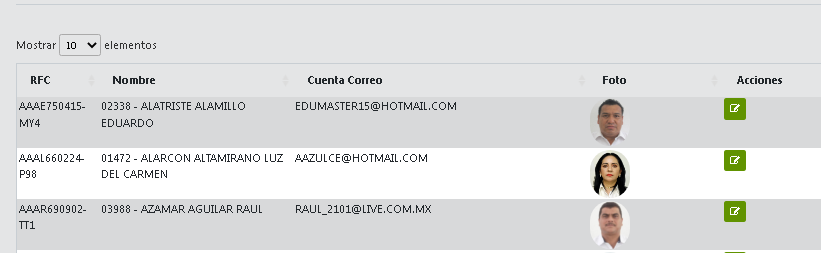 Mostrar 10 elementos
RFC Nombre Cuenta Correo Foto Acciones
AAAE750415- 02338 - ALATRISTE ALAMILLO EDUMASTER15@HOTMAIL.COM
MY4 EDUARDO
AAAL660224- 01472 - ALARCON ALTAMIRANO LUZ AAZULCE@HOTMAIL.COM
P98 DEL CARMEN
AAAR690902- 03988 - AZAMAR AGUILAR RAUL RAUL_2101@LIVE.COM.MX
TT1